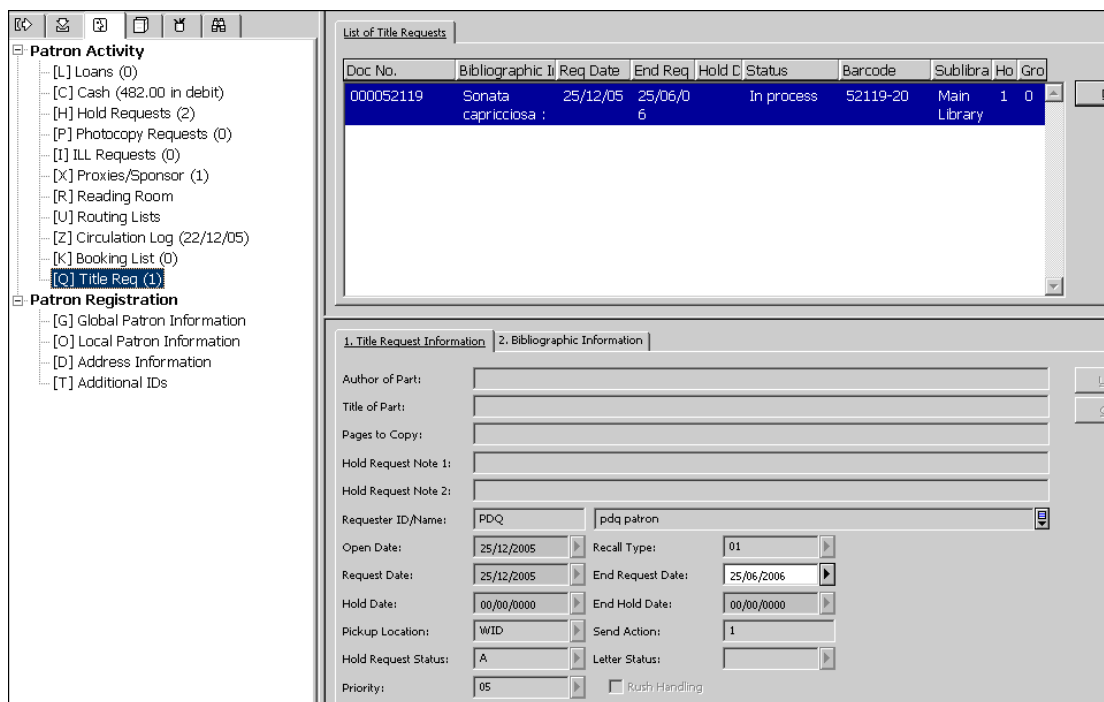 Patron Activity
[L] Loans (0)
[C] Cash (482.00 in debit)
[H] Hold Requests (2)
[P] Photocopy Requests (0)
[I] ILL Requests (0)
[X] Proxies/Sponsor (1)
[R] Reading Room
[U] Routing Lists
[Z] Circulation Log (22/12/05)
[K] Booking List (0)
[Q] Title Req (1)
Patron Registration
[G] Global Patron Information
[O] Local Patron Information
[D] Address Information
[T] Additional IDs
List of Title Requests
Doc No. Bibliographic I Req Date End Req Hold D Status Barcode Sublibra Ho Gro
000052119 Sonata 25/12/05 25/06/0 In process 52119-20 Main 1 0
capricciosa : 6 Library
1. Title Request Information 2. Bibliographic Information
Author of Part:
Title of Part:
Pages to Copy:
Hold Request Note 1:
Hold Request Note 2:
Requester ID/Name: PDQ pdq patron
Open Date: 25/12/2005 Recall Type: 01
Request Date: 25/12/2005 End Request Date: 25/06/2006
Hold Date: 00/00/0000 End Hold Date: 00/00/0000
Pickup Location: WID Send Action: 1
Hold Request Status: A Letter Status:
Priority: 05 Rush Handling